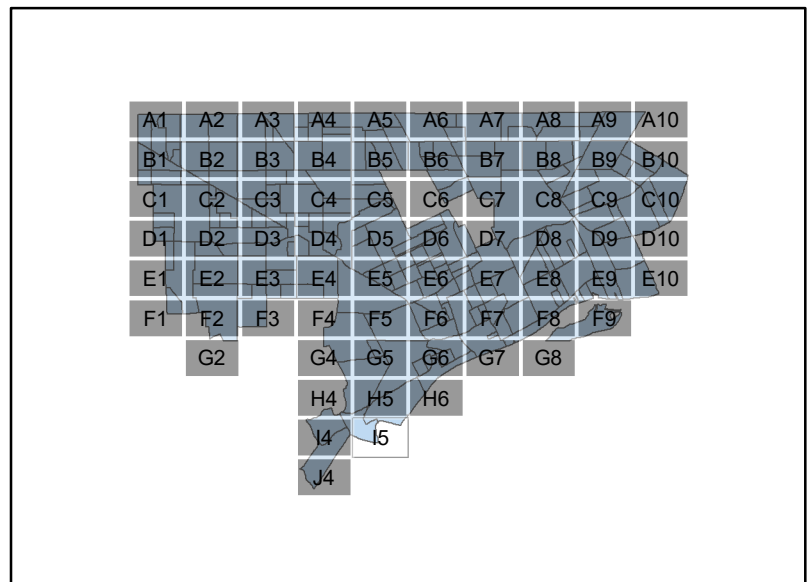 A1 A2 A3 A4 A5 A6 A7 A8 A9 A10
B1 B2 B3 B4 B5 B6 B7 B8 B9 B10
C1 C2 C3 C4 C5 C6 C7 C8 C9 C10
D1 D2 D3 D4 D5 D6 D7 D8 D9 D10
E1 E2 E3 E4 E5 E6 E7 E8 E9 E10
F1 F2 F3 F4 F5 F6 F7 F8 F9
G2 G4 G5 G6 G7 G8
H4 H5 H6
I4 I5
J4